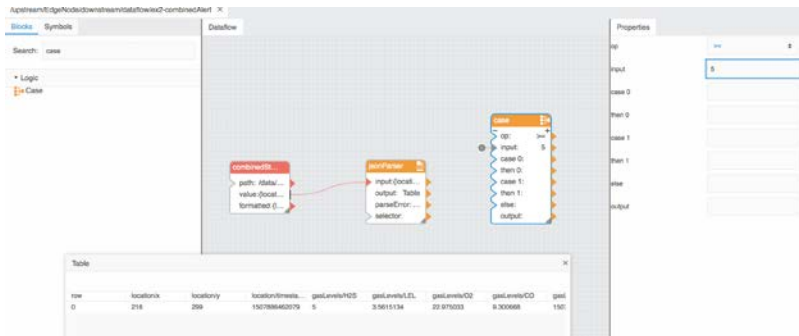 /upstream/EdgeNode/downstream/dataflow/ex2-combinedAlert ×
Blocks Symbols
Search: case
Logic
Case
Dataflow
combinedSt...
path: /data/...
value:(locat...
formatted (l...
jsonParser
input:(locati...
output: Table
parseError: ...
selector:
case
op: >=
input: 5
case 0:
then 0:
case 1:
then 1:
else:
output:
Properties
op >=
input 5
case 0
then 0
case 1
then 1
else
output
Table ×
row location/x location/y location/timesta... gasLevels/H2S gasLevels/LEL gasLevels/O2 gasLevels/CO gasL
0 218 299 1507886462079 5 3.5615134 22.975033 9.300668 150: